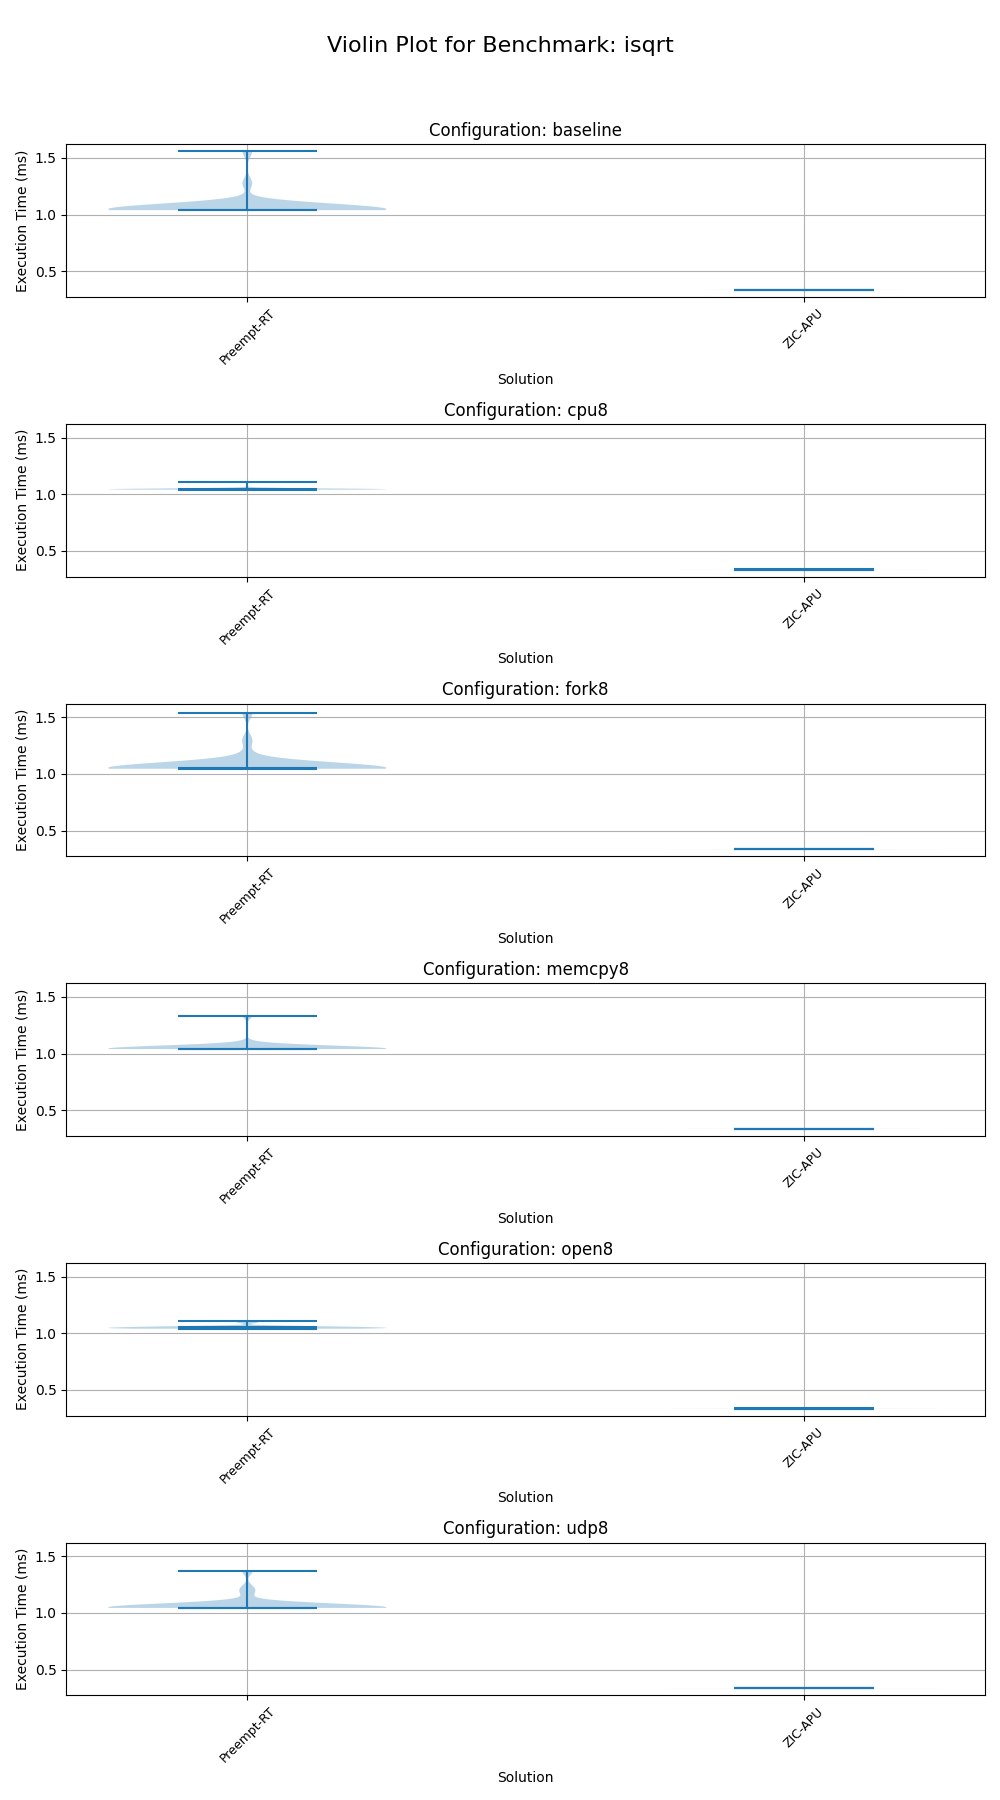 Violin Plot for Benchmark: isqrt
Configuration: baseline
Execution Time (ms)
1.5
1.0
0.5
Preempt-RT
ZIC-APU
Solution
Configuration: cpu8
Execution Time (ms)
1.5
1.0
0.5
Preempt-RT
ZIC-APU
Solution
Configuration: fork8
Execution Time (ms)
1.5
1.0
0.5
Preempt-RT
ZIC-APU
Solution
Configuration: memcpy8
Execution Time (ms)
1.5
1.0
0.5
Preempt-RT
ZIC-APU
Solution
Configuration: open8
Execution Time (ms)
1.5
1.0
0.5
Preempt-RT
ZIC-APU
Solution
Configuration: udp8
Execution Time (ms)
1.5
1.0
0.5
Preempt-RT
ZIC-APU
Solution